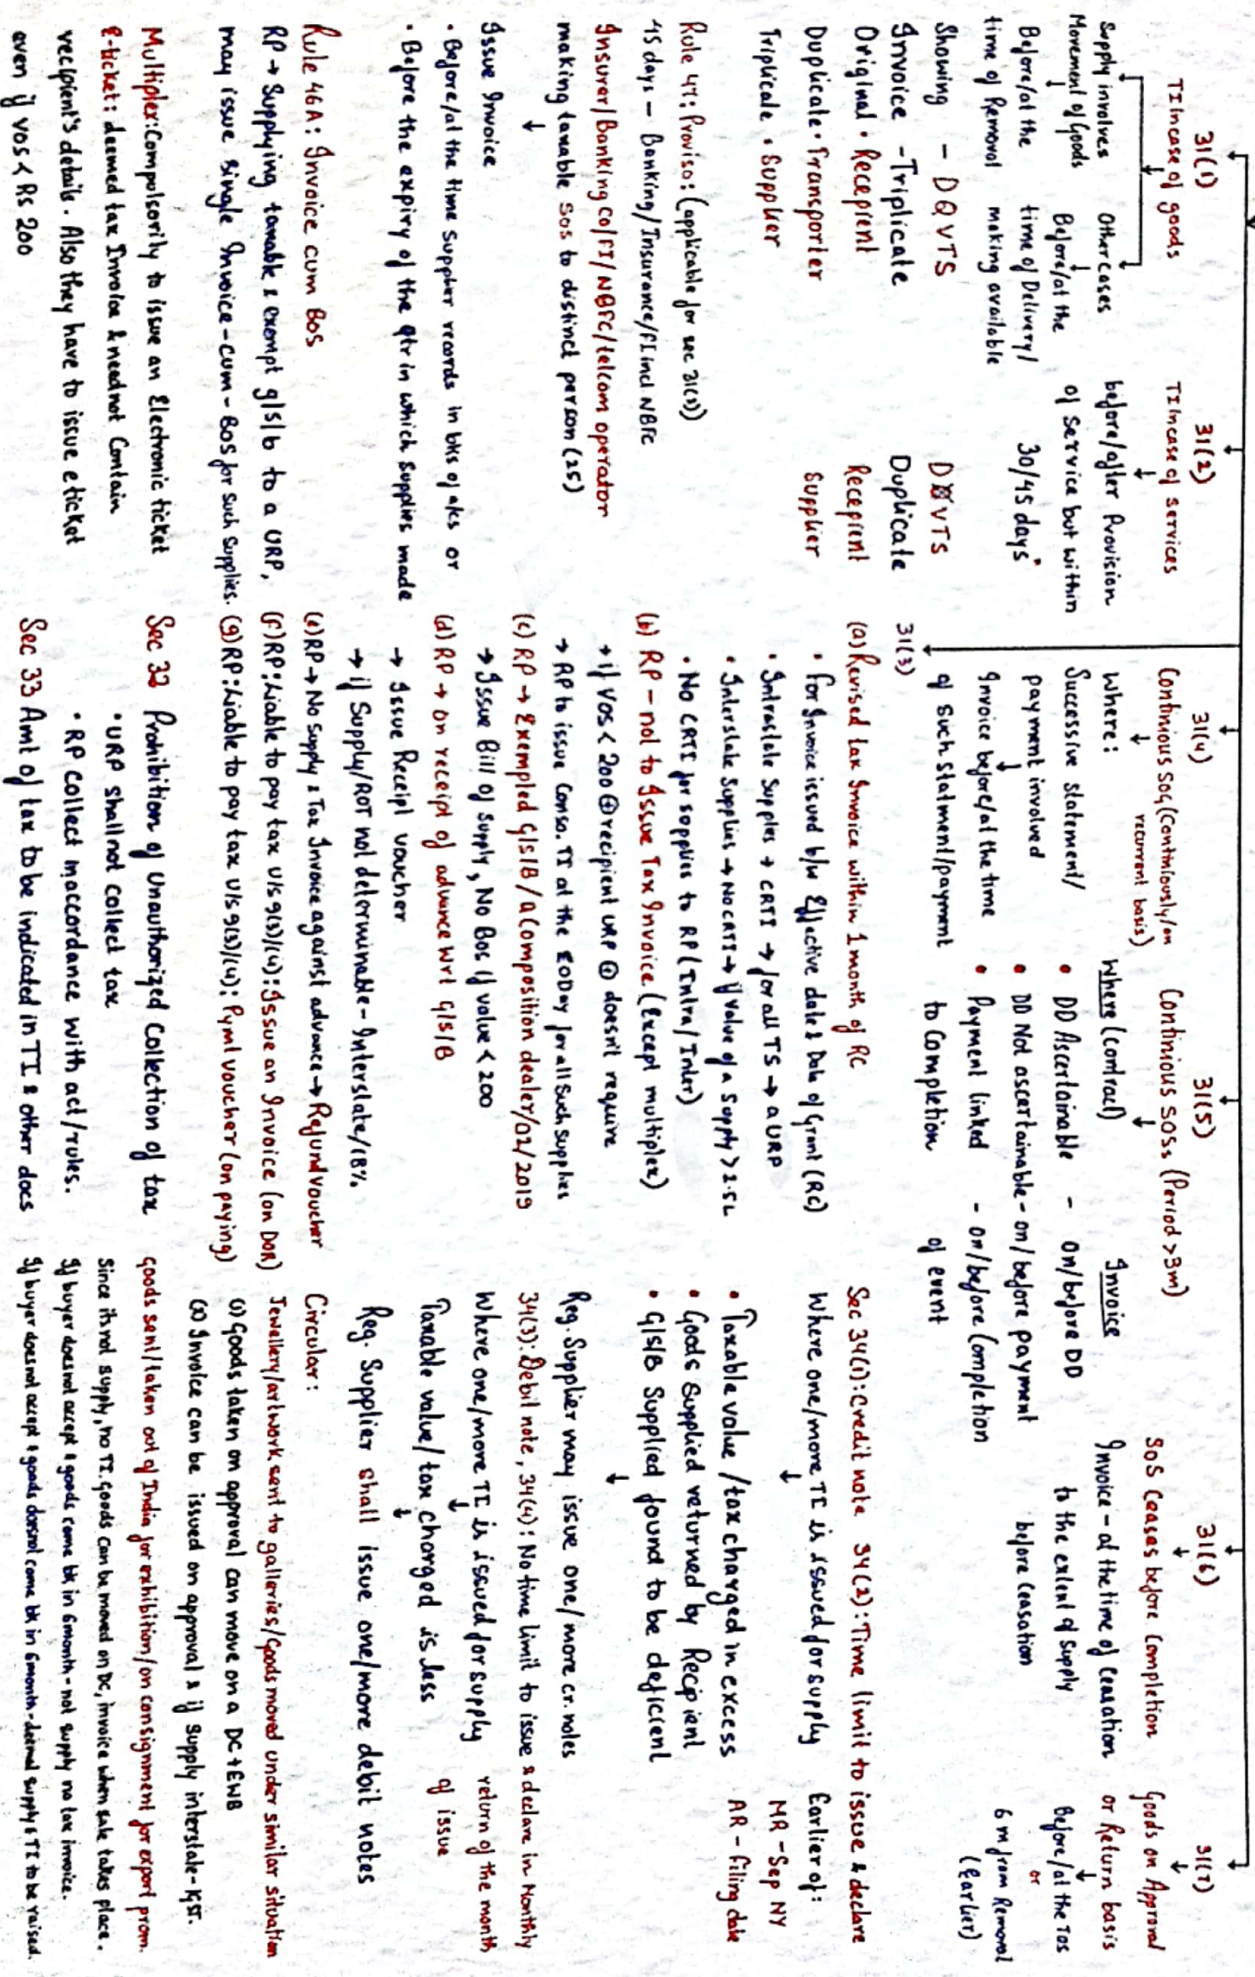 31(1)
TI Incase of goods
Supply involves
Movement of Goods
Before/at the
time of Removal
Other cases
Before/at the
time of Delivery/
making available
Showing - DQVTS
Invoice - Triplicate
Original • Recepient
Duplicate • Transporter
Triplicate • Supplier
31(2)
TI Incase of Services
before/after Provision
of Service but within
30/45 days*
DVTS
Duplicate
Recepient
Supplier
Rule 47: Proviso: (applicable for sec 31(2))
45 days - Banking/Insurance/FI incl NBFC
Insurer/Banking co/FI/NBFC/telcom operator
making taxable SOS to distinct person (25)
Issue Invoice
• Before/at the time supplier records in bks of a/cs or
• Before the expiry of the qtr in which supplies made
Rule 46A: Invoice cum BOS
RP → Supplying taxable & exempt g/s/b to a URP,
may issue single Invoice-cum-BOS for such supplies.
Multiplex: Compolsorily to issue an Electronic ticket
E-ticket: deemed tax Invoice & need not Contain
recipient's details. Also they have to issue e ticket
even if VOS < Rs 200
31(4)
Continious SOG (Continiously/on
recurrent basis)
Where:
Successive statement/
payment involved
Invoice before/at the time
of such statment/paymnt
31(5)
Continious SOSs (Period >3m)
Where (contract)
Invoice
• DD Ascertainable - on/before DD
• DD Not ascertainable - on/before payment
• Payment linked - on/before Completion
to Completion of event
31(6)
SOS Ceases before Completion
Invoice - at the time of Ceasation
to the extent of supply
before Ceasation
31(7)
Goods on Approval
or Return basis
Before/at the TOS
or
6m from Removal
(Earlier)
31(3)
(a) Revised tax Invoice within 1 month of RC
• for Invoice issued b/w Effective date & Date of Grant (RC)
• Intrastate Supplies → CRTI → for all TS → a URP
• Interstate Supplies → No CRTI → if Value of a supply > 2.5L
• No CRTI for supplies to RP (Intra/Inter)
(b) RP - not to Issue Tax Invoice (Except multiplex)
→ if VOS < 200 ⊕ recipient URP ⊕ doesn't require
→ RP to issue Conso. TI at the EODay for all such supplies
(c) RP → Exempted G/S/B / a Composition dealer/02/2019
→ Issue Bill of Supply, No BOS if value < 200
(d) RP → on receipt of advance wrt G/S/B
→ Issue Receipt voucher
→ if Supply/ROT not determinable - Interstate/18%
(e) RP → No supply & Tax Invoice against advance → Refund voucher
(f) RP: Liable to pay tax u/s 9(3)/(4): Issue an Invoice (on DOR)
(g) RP: Liable to pay tax u/s 9(3)/(4): Pymt voucher (on paying)
Sec 32 Prohibition of Unauthorized Collection of tax
• URP shall not collect tax
• RP Collect inaccordance with act/rules.
Sec 33 Amt of tax to be indicated in TI & other docs
Sec 34(1): credit note
Where one/more TI is issued for supply
• Taxable value/tax charged in excess
• Goods supplied returned by Recipient
• G/S/B Supplied found to be deficient
Reg. Supplier may issue one/more cr. notes
34(2): Time limit to issue & declare
Earlier of:
MR - Sep NY
AR - filing date
34(3): Debit note, 34(4): No time limit to issue & declare in Monthly
return of the month
of issue
Where one/more TI is issued for supply
Taxable value/tax charged is less
Reg. Supplier shall issue one/more debit notes
Circular:
Jewellery/artwork sent to galleries/Goods moved under similar situation
(1) Goods taken on approval can move on a DC + EWB
(2) Invoice can be issued on approval & if supply interstate - IGST.
Goods sent/taken out of India for exhibition/on consignment for export prom.
Since its not supply, no TI. goods can be moved on DC, invoice when sale takes place.
If buyer does not accept & goods come bk in 6month - not supply no tax invoice.
If buyer does not accept & goods doesnot come bk in 6month - deemed supply & TI to be raised.